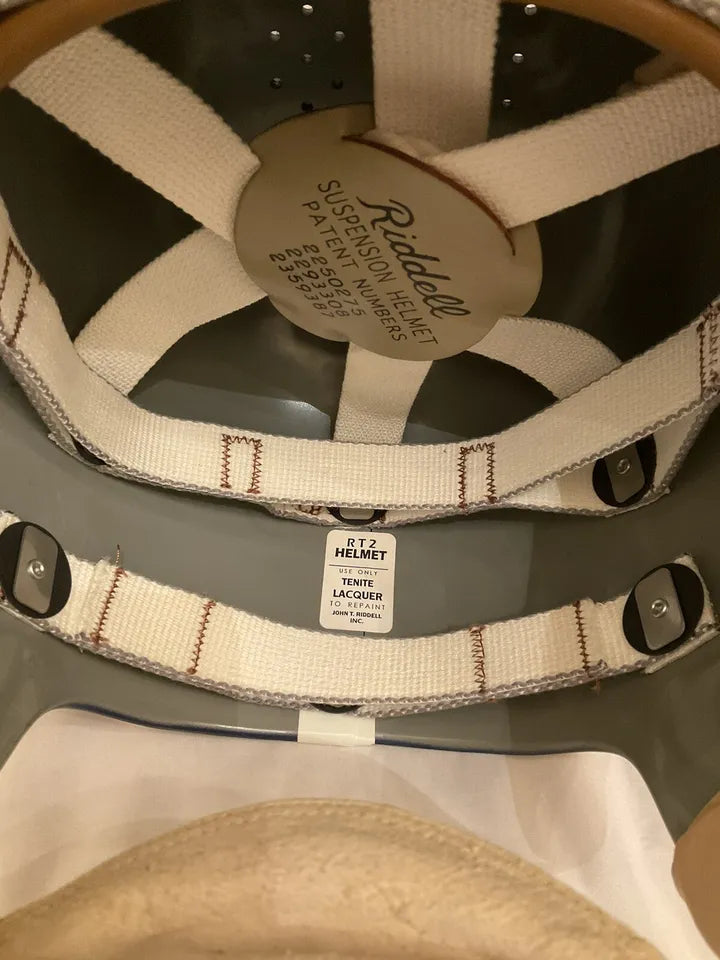 Riddell
SUSPENSION HELMET
PATENT NUMBERS
2250275
2293308
2359387
RT2
HELMET
USE ONLY
TENITE
LACQUER
TO REPAINT
JOHN T. RIDDELL
INC.